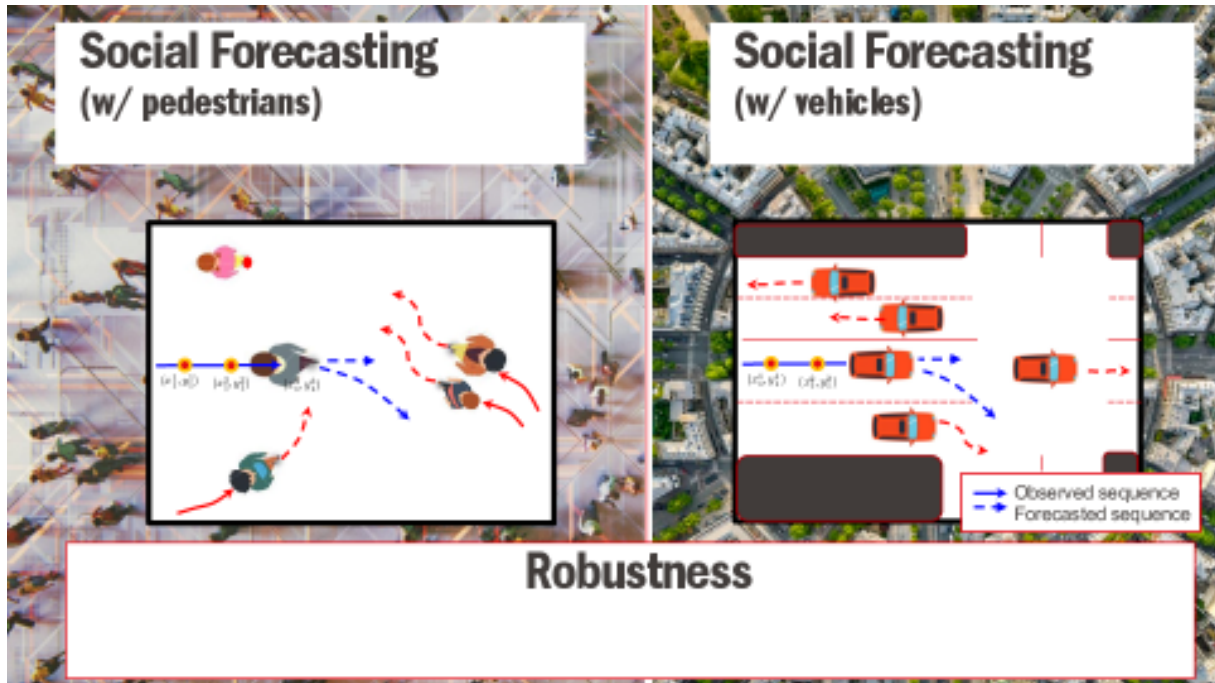 Social Forecasting
(w/ pedestrians)
Social Forecasting
(w/ vehicles)
Observed sequence
Forecasted sequence
Robustness